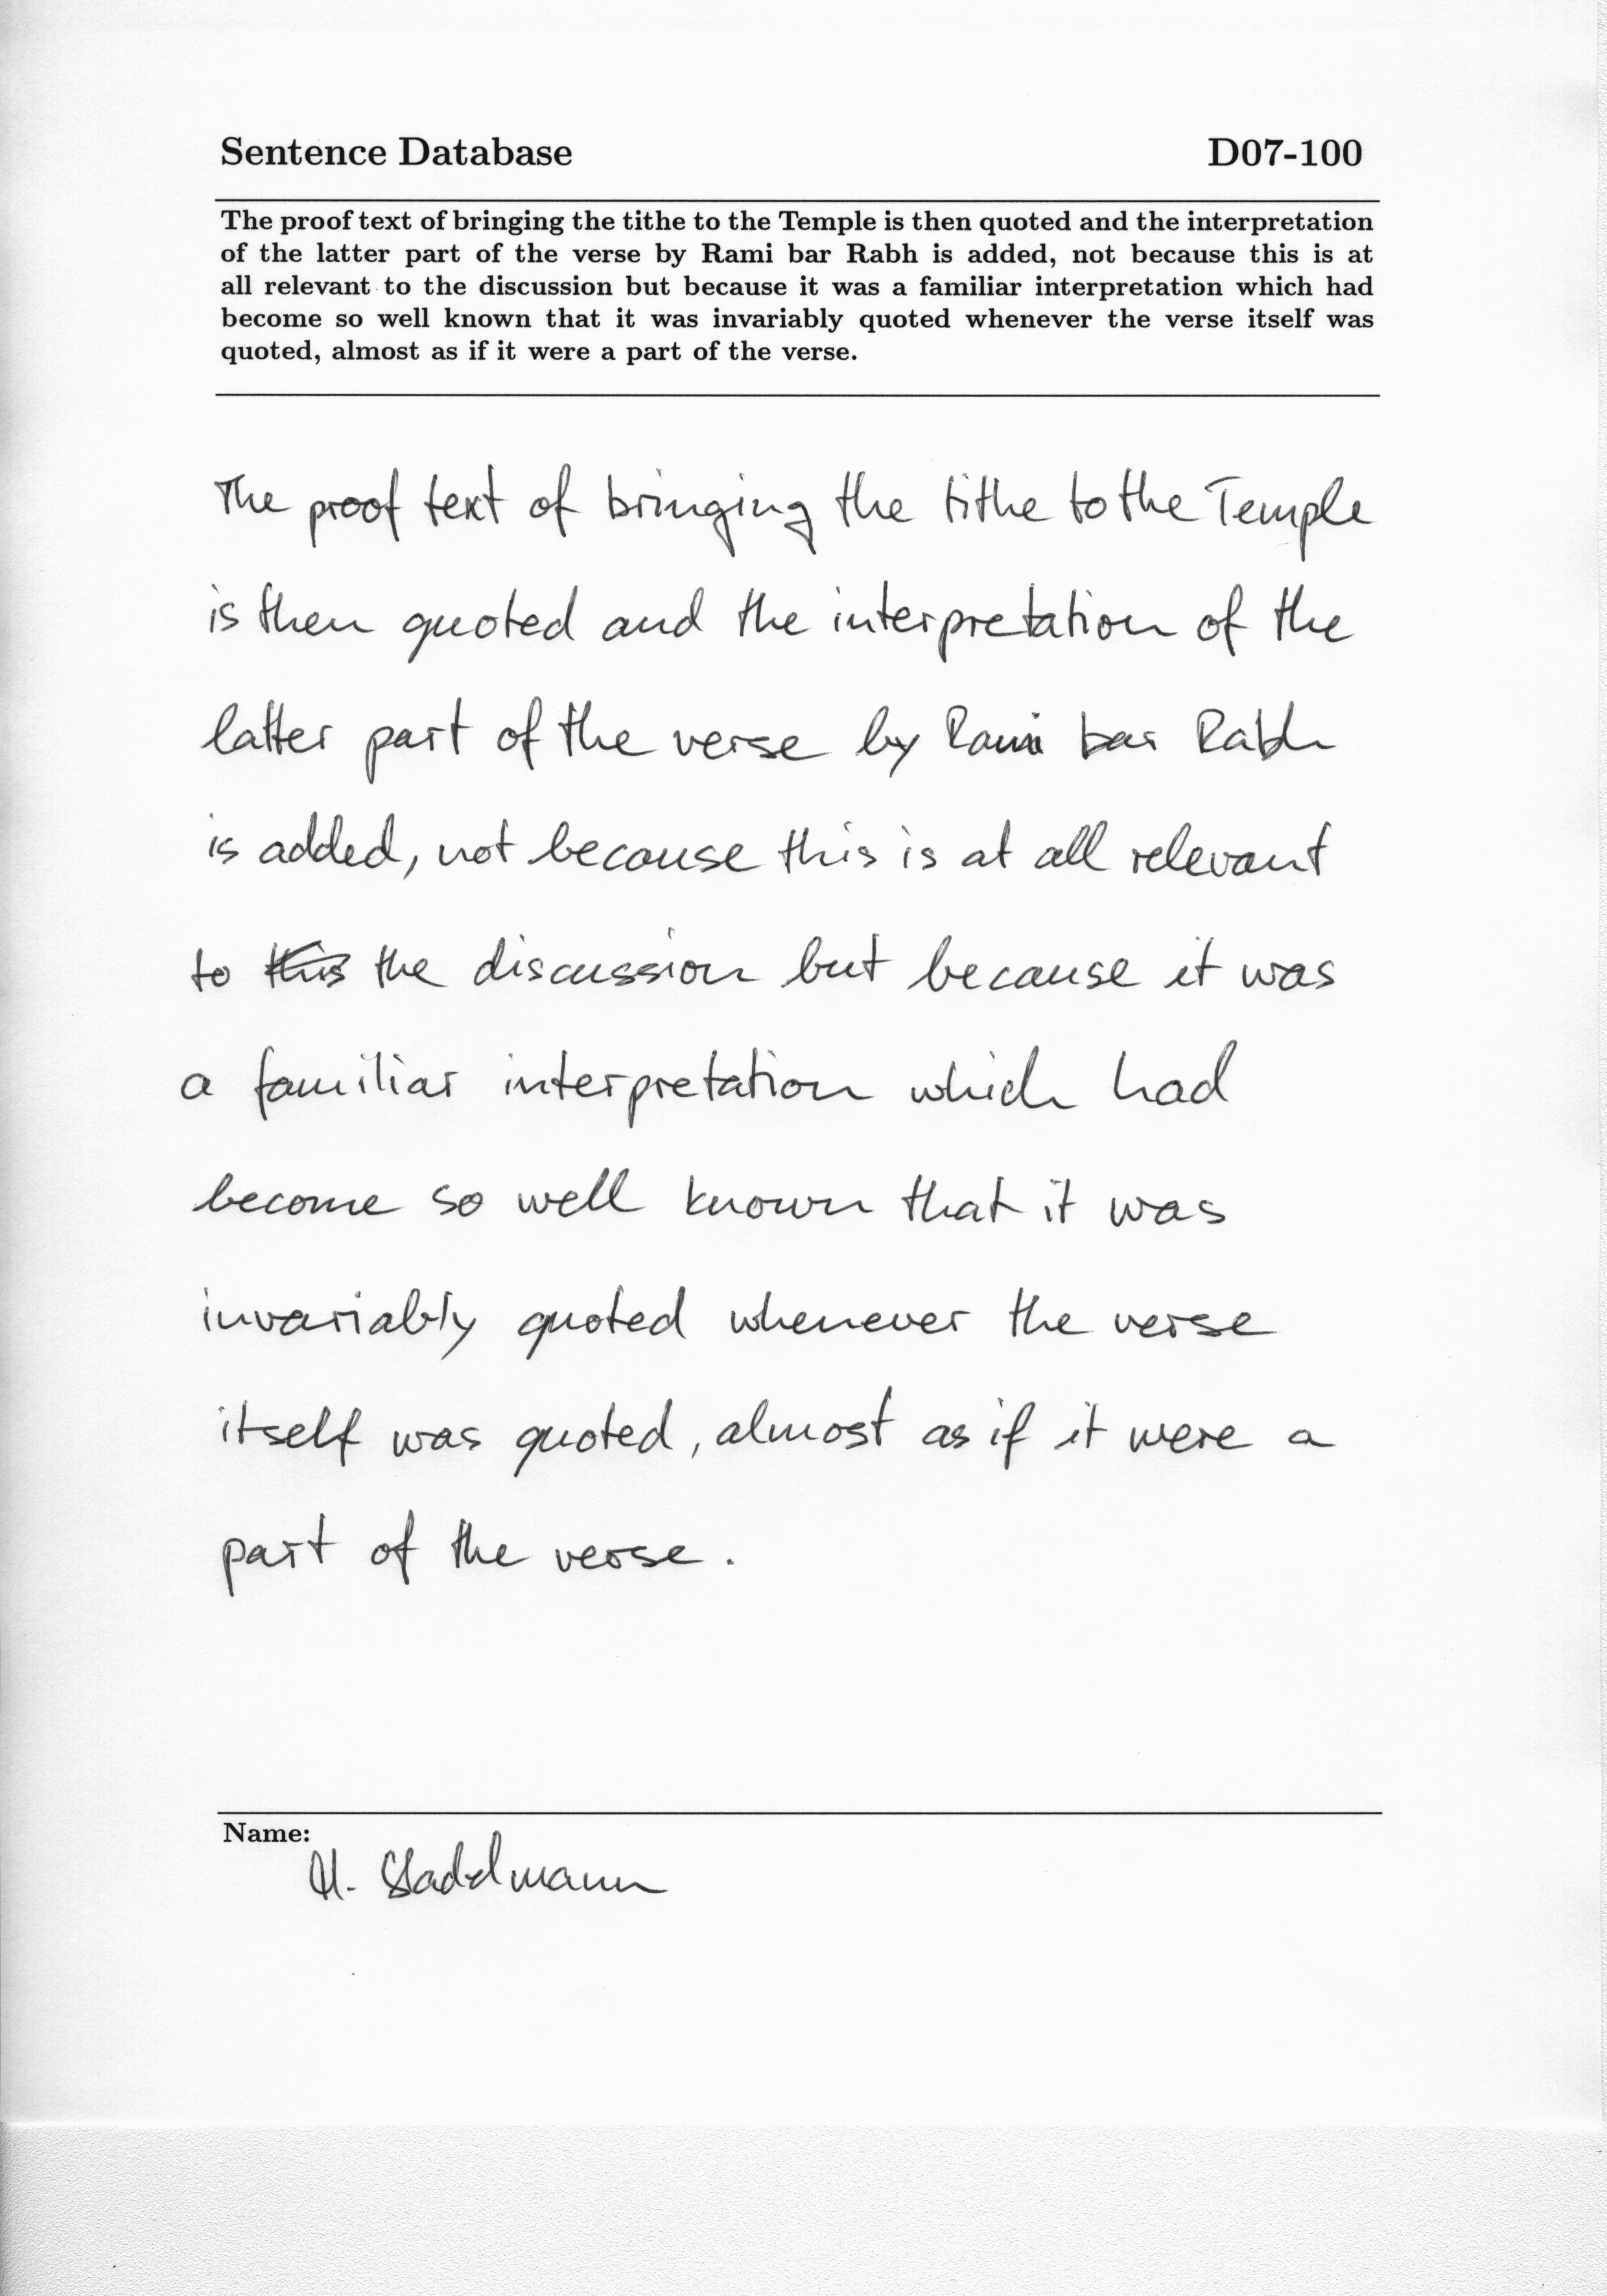 Sentence Database D07-100
The proof text of bringing the tithe to the Temple is then quoted and the interpretation
of the latter part of the verse by Rami bar Rabh is added, not because this is at
all relevant to the discussion but because it was a familiar interpretation which had
become so well known that it was invariably quoted whenever the verse itself was
quoted, almost as if it were a part of the verse.
The proof text of bringing the tithe to the Temple
is then quoted and the interpretation of the
latter part of the verse by Rami bar Rabh
is added, not because this is at all relevant
to this the discussion but because it was
a familiar interpretation which had
become so well known that it was
invariably quoted whenever the verse
itself was quoted, almost as if it were a
part of the verse.
Name:
H. Stadelmann